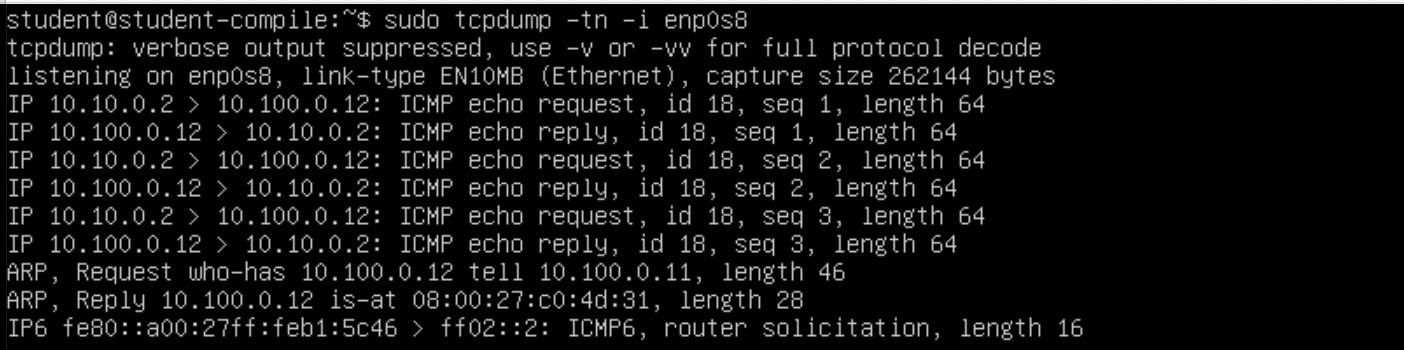 student@student-compile:~$ sudo tcpdump -tn -i enp0s8
tcpdump: verbose output suppressed, use -v or -vv for full protocol decode
listening on enp0s8, link-type EN10MB (Ethernet), capture size 262144 bytes
IP 10.10.0.2 > 10.100.0.12: ICMP echo request, id 18, seq 1, length 64
IP 10.100.0.12 > 10.10.0.2: ICMP echo reply, id 18, seq 1, length 64
IP 10.10.0.2 > 10.100.0.12: ICMP echo request, id 18, seq 2, length 64
IP 10.100.0.12 > 10.10.0.2: ICMP echo reply, id 18, seq 2, length 64
IP 10.10.0.2 > 10.100.0.12: ICMP echo request, id 18, seq 3, length 64
IP 10.100.0.12 > 10.10.0.2: ICMP echo reply, id 18, seq 3, length 64
ARP, Request who-has 10.100.0.12 tell 10.100.0.11, length 46
ARP, Reply 10.100.0.12 is-at 08:00:27:c0:4d:31, length 28
IP6 fe80::a00:27ff:feb1:5c46 > ff02::2: ICMP6, router solicitation, length 16